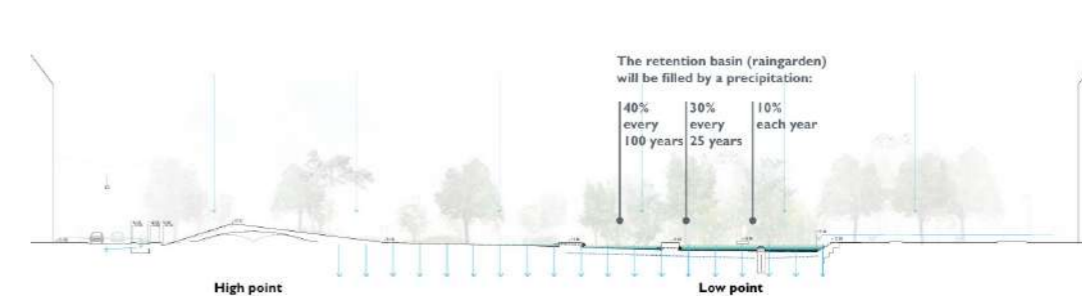 The retention basin (raingarden)
will be filled by a precipitation:
40%
every
100 years
30%
every
25 years
10%
each year
High point
Low point